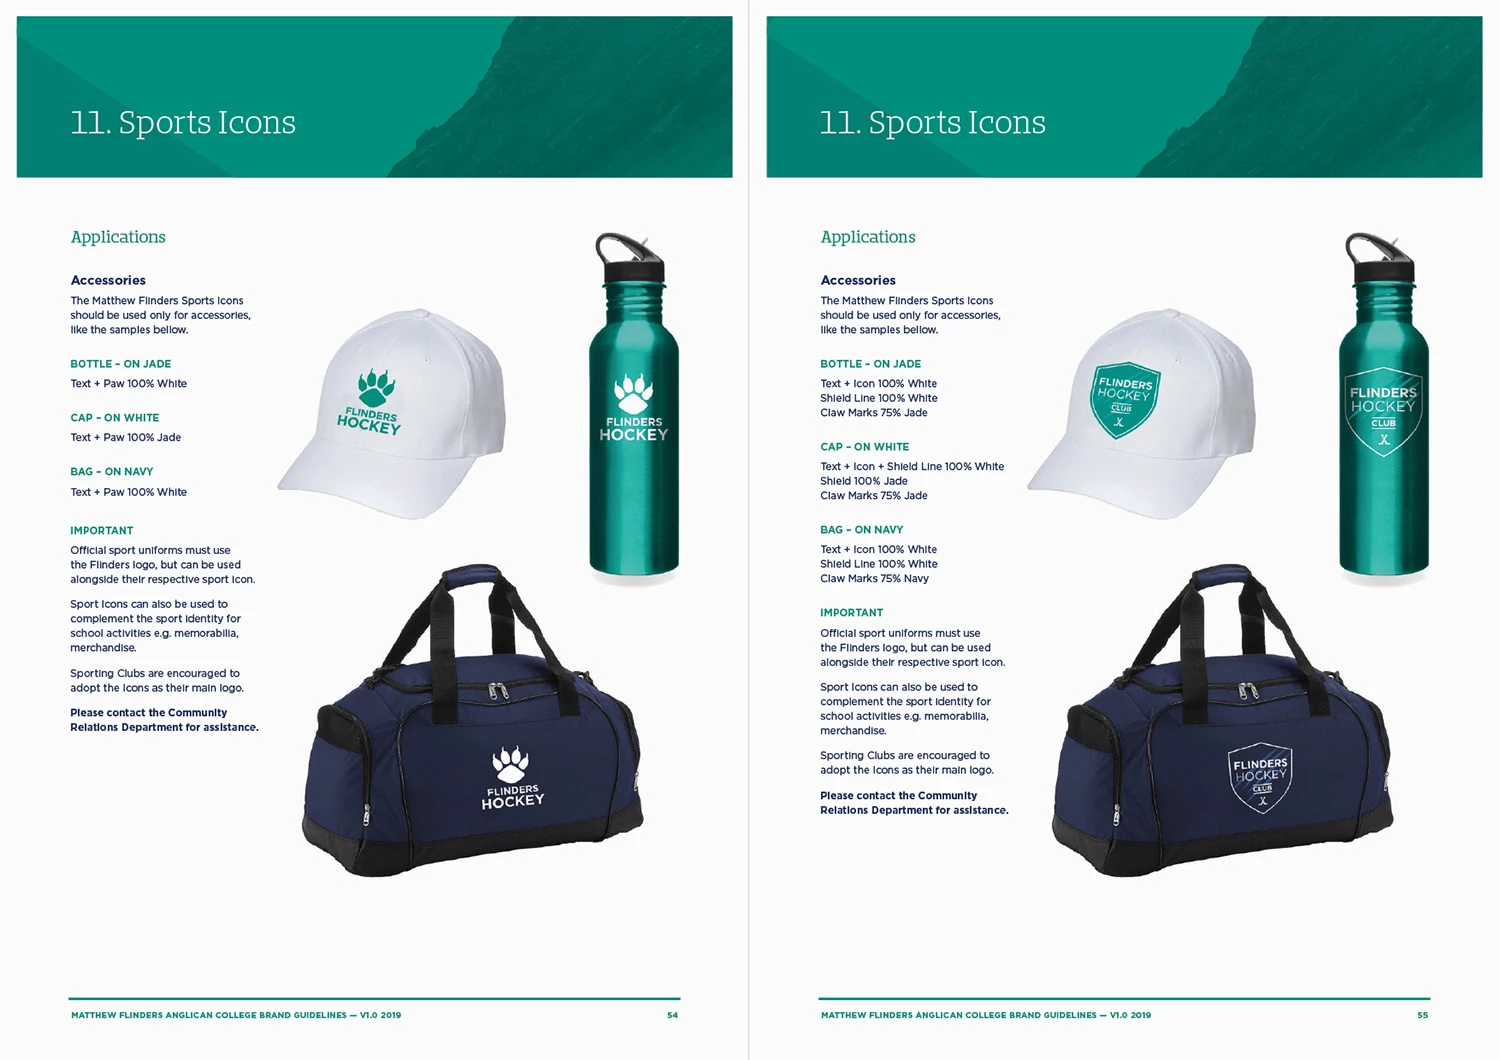 11. Sports Icons
Applications
Accessories
The Matthew Flinders Sports Icons
should be used only for accessories,
like the samples bellow.
BOTTLE – ON JADE
Text + Paw 100% White
CAP – ON WHITE
Text + Paw 100% Jade
BAG – ON NAVY
Text + Paw 100% White
IMPORTANT
Official sport uniforms must use
the Flinders logo, but can be used
alongside their respective sport icon.
Sport Icons can also be used to
complement the sport identity for
school activities e.g. memorabilia,
merchandise.
Sporting Clubs are encouraged to
adopt the icons as their main logo.
Please contact the Community
Relations Department for assistance.
FLINDERS
HOCKEY
FLINDERS
HOCKEY
FLINDERS
HOCKEY
MATTHEW FLINDERS ANGLICAN COLLEGE BRAND GUIDELINES — V1.0 2019
54
11. Sports Icons
Applications
Accessories
The Matthew Flinders Sports Icons
should be used only for accessories,
like the samples bellow.
BOTTLE – ON JADE
Text + Icon 100% White
Shield Line 100% White
Claw Marks 75% Jade
CAP – ON WHITE
Text + Icon + Shield Line 100% White
Shield 100% Jade
Claw Marks 75% Jade
BAG – ON NAVY
Text + Icon 100% White
Shield Line 100% White
Claw Marks 75% Navy
IMPORTANT
Official sport uniforms must use
the Flinders logo, but can be used
alongside their respective sport icon.
Sport Icons can also be used to
complement the sport identity for
school activities e.g. memorabilia,
merchandise.
Sporting Clubs are encouraged to
adopt the icons as their main logo.
Please contact the Community
Relations Department for assistance.
FLINDERS
HOCKEY
CLUB
FLINDERS
HOCKEY
CLUB
FLINDERS
HOCKEY
CLUB
MATTHEW FLINDERS ANGLICAN COLLEGE BRAND GUIDELINES — V1.0 2019
55